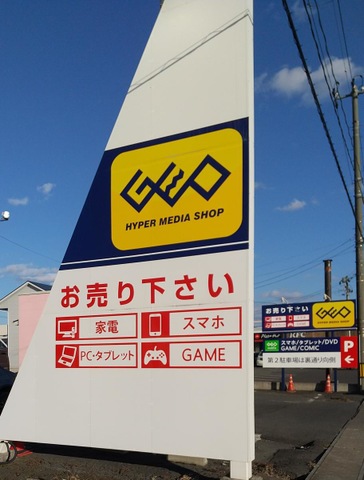 GEO
HYPER MEDIA SHOP
お売り下さい
家電 スマホ
PC・タブレット GAME
お売り下さい GEO
スマホ/タブレット/DVD
GAME/COMIC
P
第2駐車場は裏通り向側